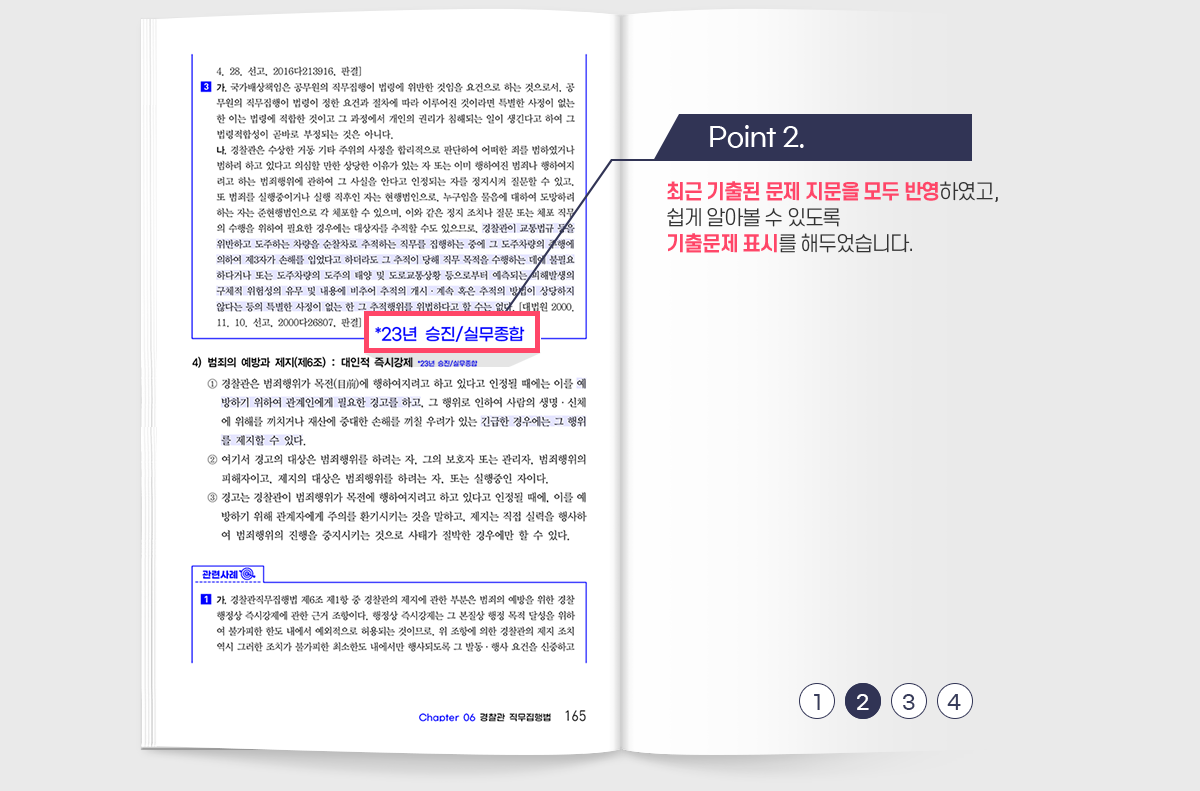 4. 28. 선고, 2016다213916, 판결]
3 가. 국가배상책임은 공무원의 직무집행이 법령에 위반한 것임을 요건으로 하는 것으로서, 공
무원의 직무집행이 법령이 정한 요건과 절차에 따라 이루어진 것이라면 특별한 사정이 없는
한 이는 법령에 적합한 것이고 그 과정에서 개인의 권리가 침해되는 일이 생긴다고 하여 그
법령적합성이 곧바로 부정되는 것은 아니다.
나. 경찰관은 수상한 거동 기타 주위의 사정을 합리적으로 판단하여 어떠한 죄를 범하였거나
범하려 하고 있다고 의심할 만한 상당한 이유가 있는 자 또는 이미 행하여진 범죄나 행하여지
려고 하는 범죄행위에 관하여 그 사실을 안다고 인정되는 자를 정지시켜 질문할 수 있고,
또 범죄를 실행중이거나 실행 직후인 자는 현행범인으로, 누구임을 물음에 대하여 도망하려
하는 자는 준현행범인으로 각 체포할 수 있으며, 이와 같은 정지 조치나 질문 또는 체포 직무
의 수행을 위하여 필요한 경우에는 대상자를 추적할 수도 있으므로, 경찰관이 교통법규 등을
위반하고 도주하는 차량을 순찰차로 추적하는 직무를 집행하는 중에 그 도주차량의 주행에
의하여 제3자가 손해를 입었다고 하더라도 그 추적이 당해 직무 목적을 수행하는 데에 불필요
하다거나 또는 도주차량의 도주의 태양 및 도로교통상황 등으로부터 예측되는 피해발생의
구체적 위험성의 유무 및 내용에 비추어 추적의 개시·계속 혹은 추적의 방법이 상당하지
않다는 등의 특별한 사정이 없는 한 그 추적행위를 위법하다고 할 수는 없다. [대법원 2000.
11. 10. 선고, 2000다26807, 판결]
*23년 승진/실무종합
4) 범죄의 예방과 제지(제6조) : 대인적 즉시강제 *23년 승진/실무종합
① 경찰관은 범죄행위가 목전(目前)에 행하여지려고 하고 있다고 인정될 때에는 이를 예
방하기 위하여 관계인에게 필요한 경고를 하고, 그 행위로 인하여 사람의 생명·신체
에 위해를 끼치거나 재산에 중대한 손해를 끼칠 우려가 있는 긴급한 경우에는 그 행위
를 제지할 수 있다.
② 여기서 경고의 대상은 범죄행위를 하려는 자, 그의 보호자 또는 관리자, 범죄행위의
피해자이고, 제지의 대상은 범죄행위를 하려는 자, 또는 실행중인 자이다.
③ 경고는 경찰관이 범죄행위가 목전에 행하여지려고 하고 있다고 인정될 때에, 이를 예
방하기 위해 관계자에게 주의를 환기시키는 것을 말하고, 제지는 직접 실력을 행사하
여 범죄행위의 진행을 중지시키는 것으로 사태가 절박한 경우에만 할 수 있다.
관련사례
1 가. 경찰관직무집행법 제6조 제1항 중 경찰관의 제지에 관한 부분은 범죄의 예방을 위한 경찰
행정상 즉시강제에 관한 근거 조항이다. 행정상 즉시강제는 그 본질상 행정 목적 달성을 위하
여 불가피한 한도 내에서 예외적으로 허용되는 것이므로, 위 조항에 의한 경찰관의 제지 조치
역시 그러한 조치가 불가피한 최소한도 내에서만 행사되도록 그 발동·행사 요건을 신중하고
Chapter 06 경찰관 직무집행법 165
Point 2.
최근 기출된 문제 지문을 모두 반영하였고,
쉽게 알아볼 수 있도록
기출문제 표시를 해두었습니다.
1 2 3 4